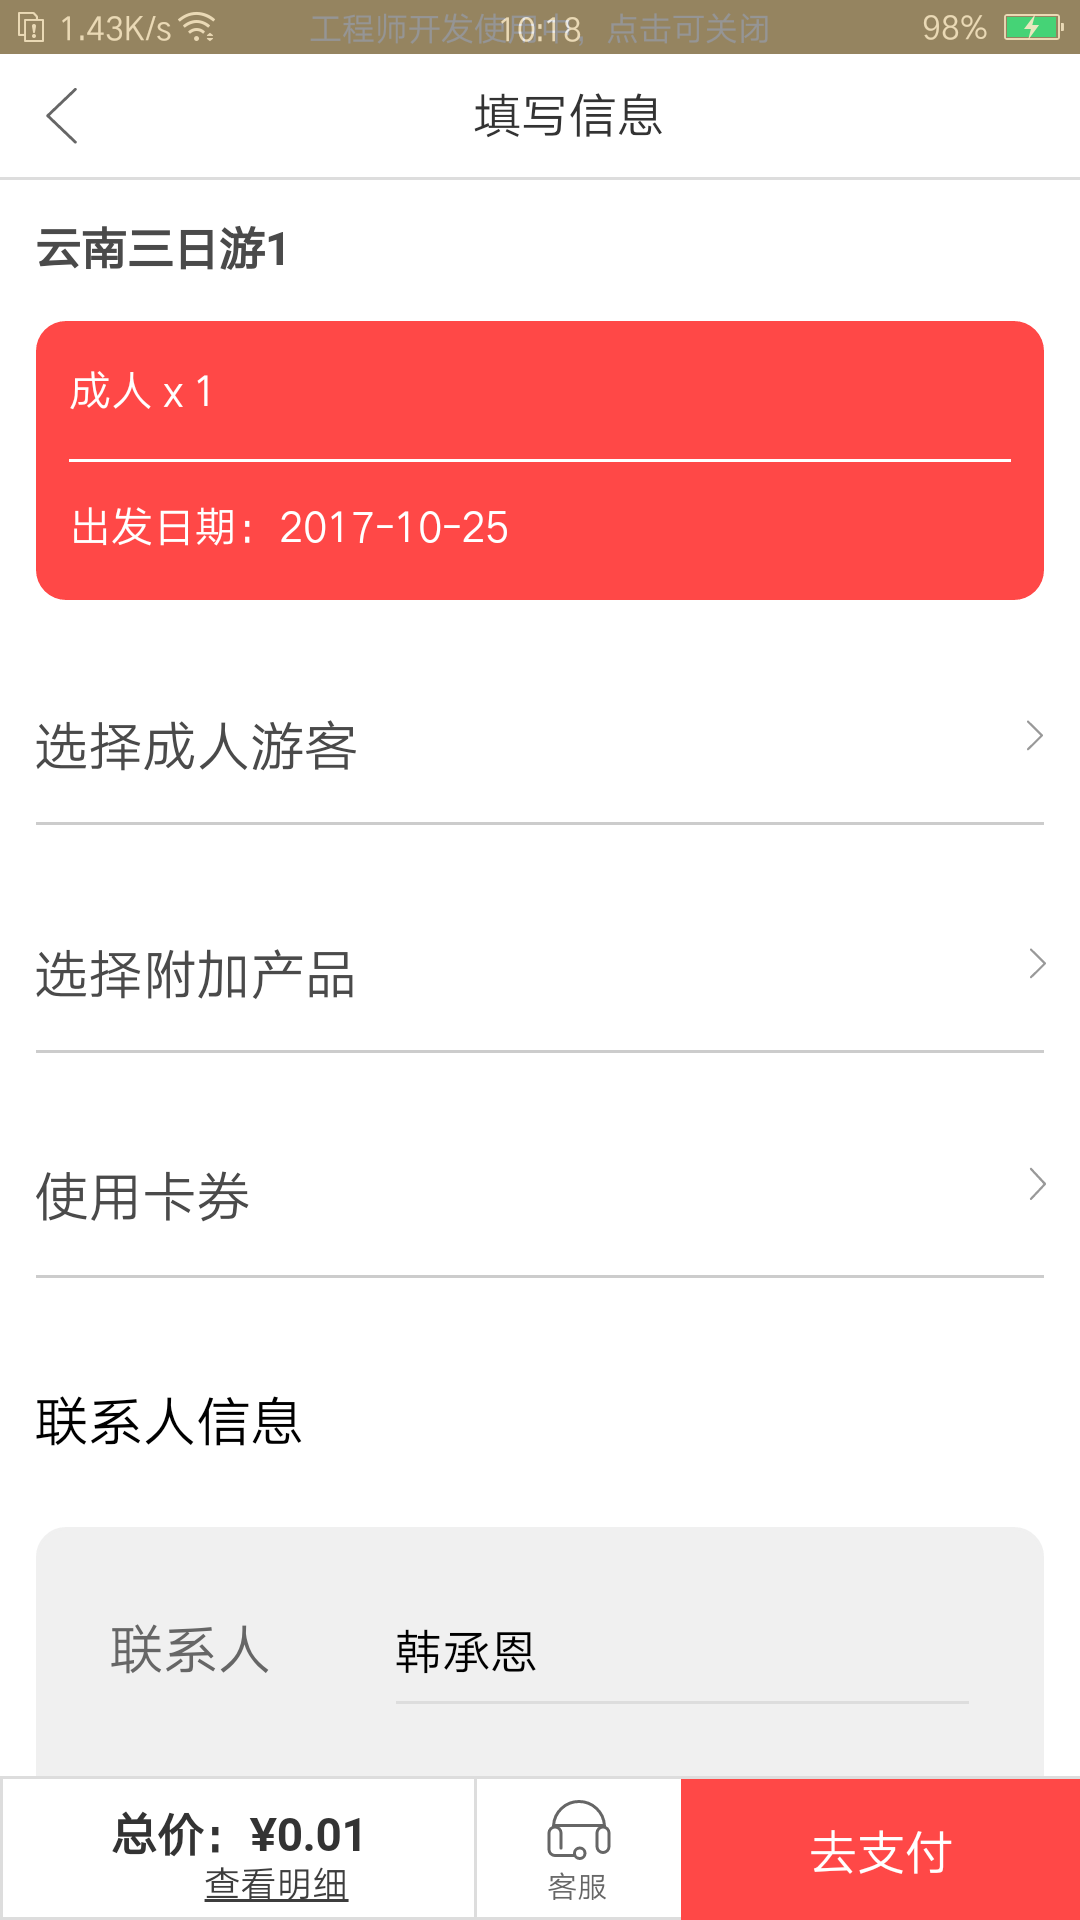 1.43K/s 工程师开发使用中，点击可关闭 10:18 98%
填写信息
云南三日游1
成人 x 1
出发日期：2017-10-25
选择成人游客
选择附加产品
使用卡券
联系人信息
联系人 韩承恩
总价：¥0.01
查看明细
客服
去支付